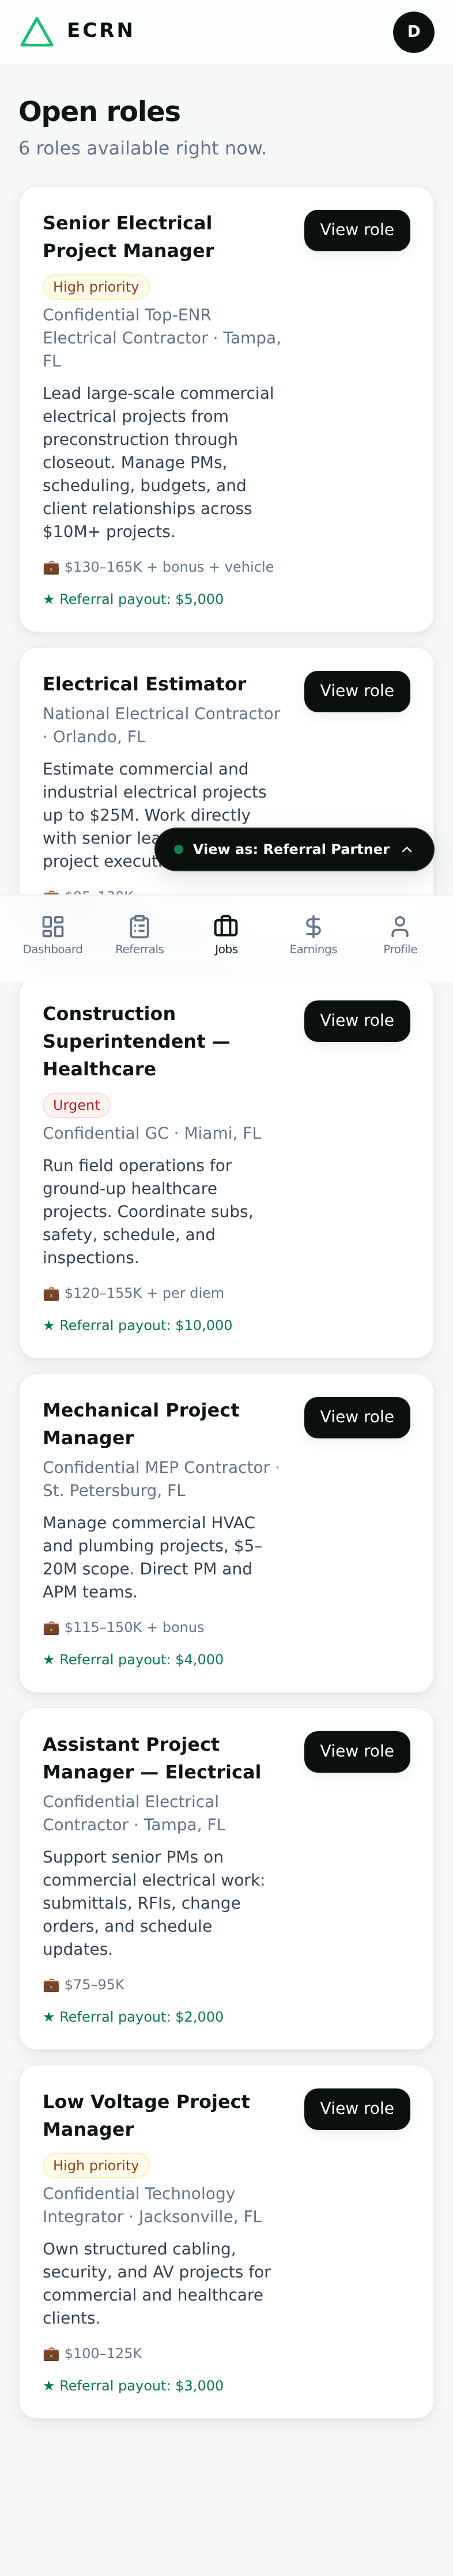 ECRN
D
Open roles
6 roles available right now.
Senior Electrical
Project Manager
View role
High priority
Confidential Top-ENR
Electrical Contractor · Tampa,
FL
Lead large-scale commercial
electrical projects from
preconstruction through
closeout. Manage PMs,
scheduling, budgets, and
client relationships across
$10M+ projects.
💼 $130–165K + bonus + vehicle
★ Referral payout: $5,000
Electrical Estimator
View role
National Electrical Contractor
· Orlando, FL
Estimate commercial and
industrial electrical projects
up to $25M. Work directly
with senior
project
View as: Referral Partner
Dashboard
Referrals
Jobs
Earnings
Profile
Construction
Superintendent —
Healthcare
View role
Urgent
Confidential GC · Miami, FL
Run field operations for
ground-up healthcare
projects. Coordinate subs,
safety, schedule, and
inspections.
💼 $120–155K + per diem
★ Referral payout: $10,000
Mechanical Project
Manager
View role
Confidential MEP Contractor ·
St. Petersburg, FL
Manage commercial HVAC
and plumbing projects, $5–
20M scope. Direct PM and
APM teams.
💼 $115–150K + bonus
★ Referral payout: $4,000
Assistant Project
Manager — Electrical
View role
Confidential Electrical
Contractor · Tampa, FL
Support senior PMs on
commercial electrical work:
submittals, RFIs, change
orders, and schedule
updates.
💼 $75–95K
★ Referral payout: $2,000
Low Voltage Project
Manager
View role
High priority
Confidential Technology
Integrator · Jacksonville, FL
Own structured cabling,
security, and AV projects for
commercial and healthcare
clients.
💼 $100–125K
★ Referral payout: $3,000